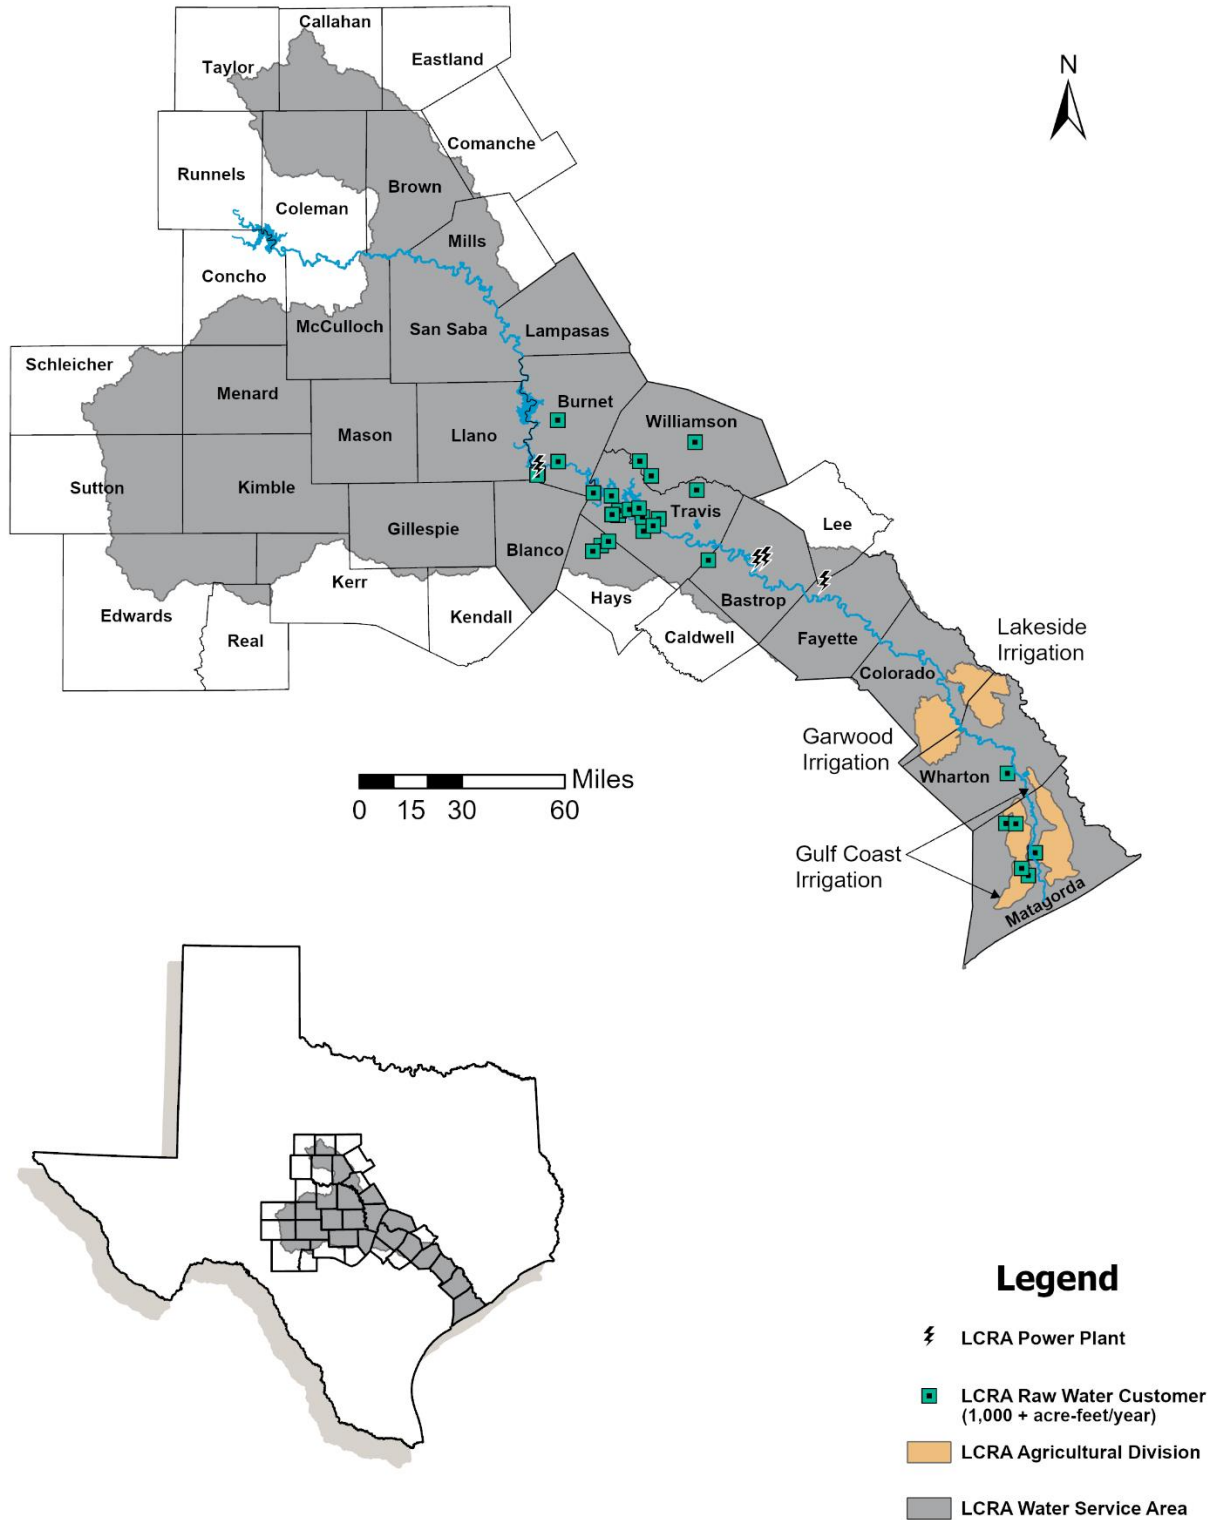 Callahan
Taylor
Eastland
N
Comanche
Runnels
Brown
Coleman
Mills
Concho
McCulloch
San Saba
Lampasas
Schleicher
Menard
Burnet
Mason
Llano
Williamson
Sutton
Kimble
Gillespie
Travis
Lee
Blanco
Kerr
Hays
Bastrop
Edwards
Real
Kendall
Caldwell
Fayette
Lakeside
Irrigation
Colorado
Garwood
Irrigation
Wharton
Miles
0 15 30 60
Gulf Coast
Irrigation
Matagorda
Legend
LCRA Power Plant
LCRA Raw Water Customer
(1,000 + acre-feet/year)
LCRA Agricultural Division
LCRA Water Service Area